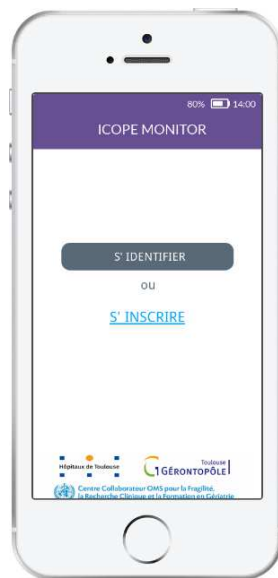 80% 14:00
ICOPE MONITOR
S' IDENTIFIER
ou
S' INSCRIRE
Hôpitaux de Toulouse
Toulouse
GÉRONTOPÔLE
Centre Collaborateur OMS pour la Fragilité,
la Recherche Clinique et la Formation en Gériatrie